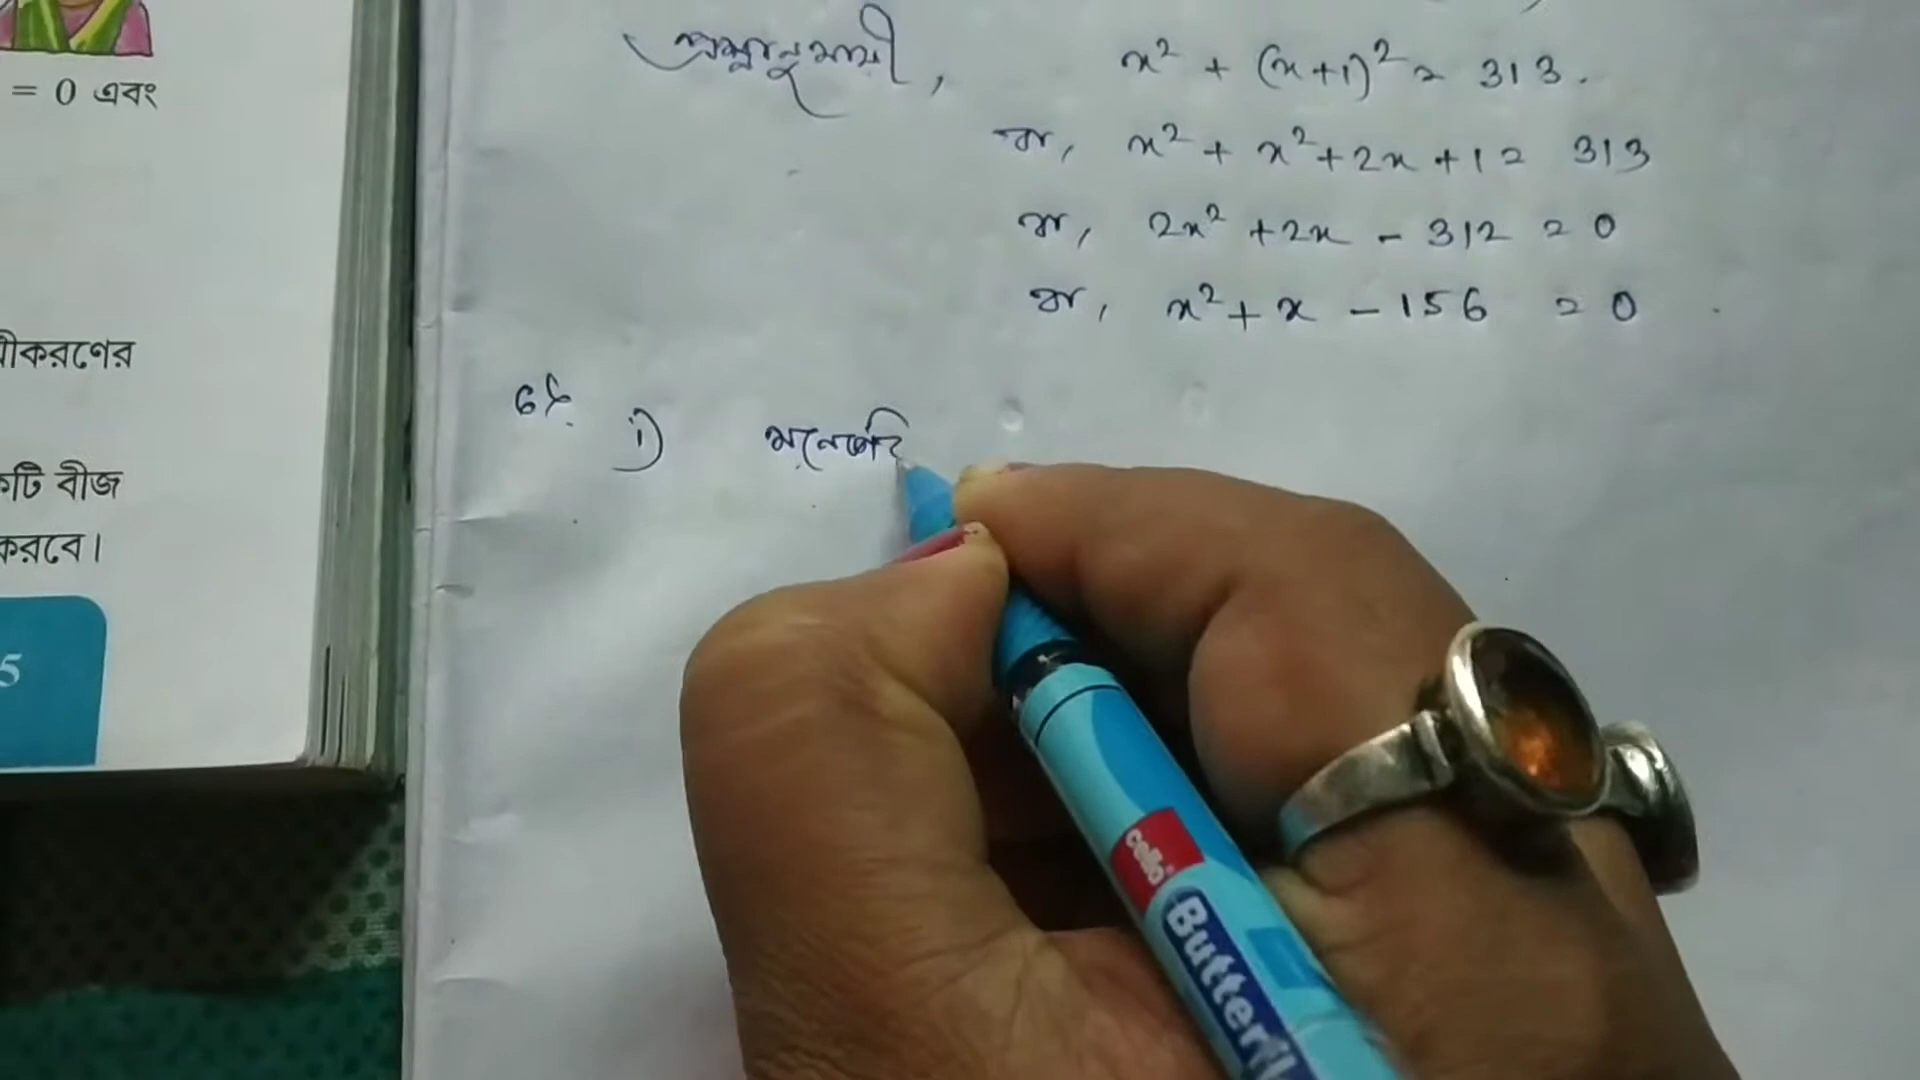 = 0 এবং
মীকরণের
কটি বীজ
করবে।
5
প্রশ্নানুযায়ী, x² + (x+1)² = 313.
বা, x² + x² + 2x + 1 = 313
বা, 2x² + 2x - 312 = 0
বা, x² + x - 156 = 0
6.
i) মনেকরি
cello
Butterfl